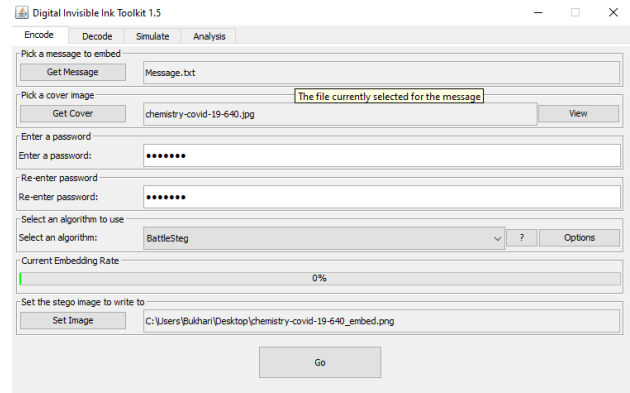 Digital Invisible Ink Toolkit 1.5
Encode Decode Simulate Analysis
Pick a message to embed
Get Message Message.txt
Pick a cover image
The file currently selected for the message
Get Cover chemistry-covid-19-640.jpg View
Enter a password
Enter a password: •••••••
Re-enter password
Re-enter password: •••••••
Select an algorithm to use
Select an algorithm: BattleSteg ? Options
Current Embedding Rate
0%
Set the stego image to write to
Set Image C:\Users\Bukhari\Desktop\chemistry-covid-19-640_embed.png
Go